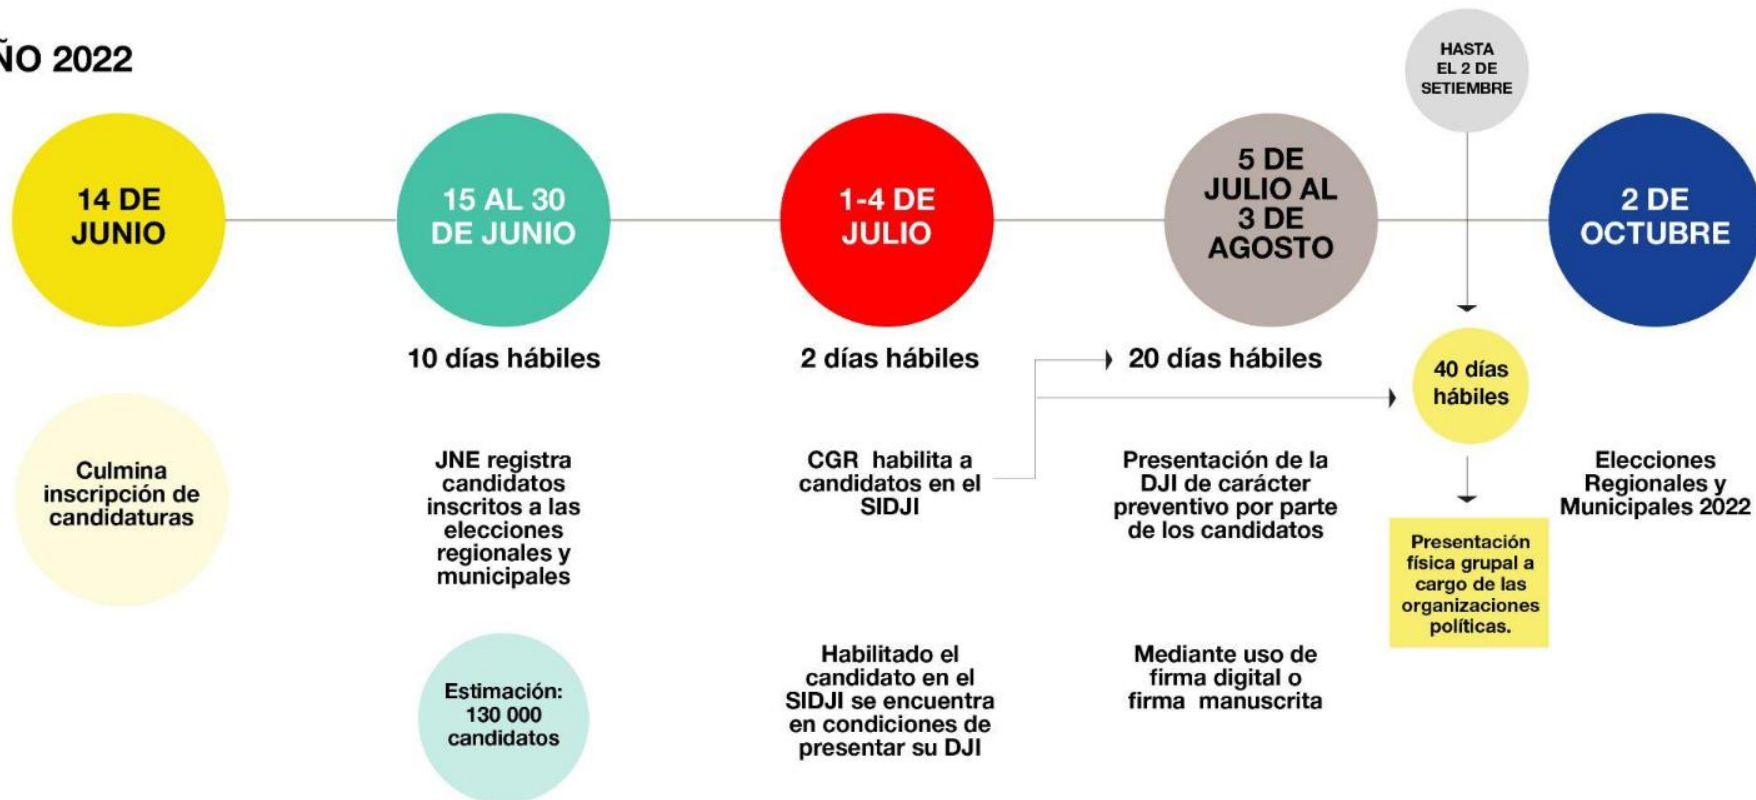 ÑO 2022
14 DE
JUNIO
Culmina
inscripción de
candidaturas
15 AL 30
DE JUNIO
10 días hábiles
JNE registra
candidatos
inscritos a las
elecciones
regionales y
municipales
Estimación:
130 000
candidatos
1-4 DE
JULIO
2 días hábiles
CGR habilita a
candidatos en el
SIDJI
Habilitado el
candidato en el
SIDJI se encuentra
en condiciones de
presentar su DJI
5 DE
JULIO AL
3 DE
AGOSTO
20 días hábiles
Presentación de la
DJI de carácter
preventivo por parte
de los candidatos
Mediante uso de
firma digital o
firma manuscrita
HASTA
EL 2 DE
SETIEMBRE
40 días
hábiles
Presentación
física grupal a
cargo de las
organizaciones
políticas.
2 DE
OCTUBRE
Elecciones
Regionales y
Municipales 2022